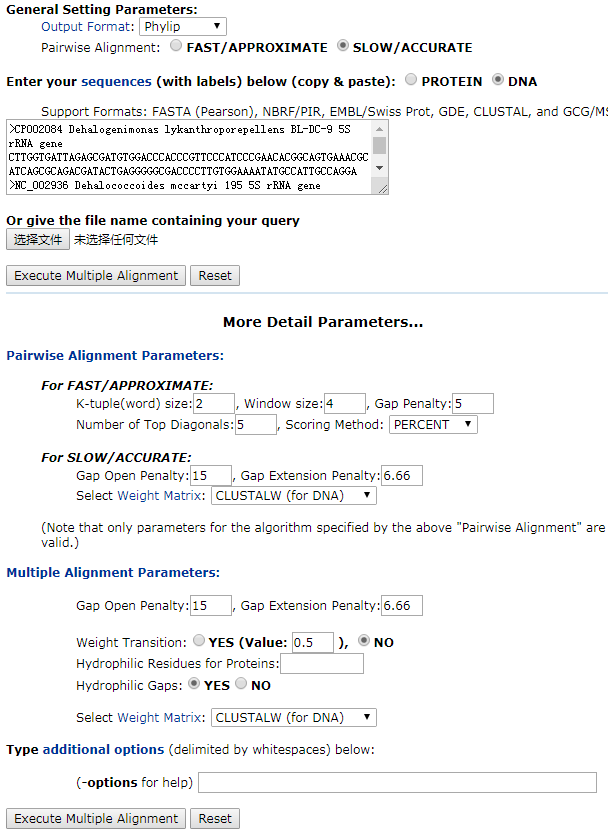 General Setting Parameters:
Output Format: Phylip
Pairwise Alignment: FAST/APPROXIMATE SLOW/ACCURATE
Enter your sequences (with labels) below (copy & paste): PROTEIN DNA
Support Formats: FASTA (Pearson), NBRF/PIR, EMBL/Swiss Prot, GDE, CLUSTAL, and GCG/MS
>CP002084 Dehalogenimonas lykanthroporepellens BL-DC-9 5S
rRNA gene
CTTGGTGATTAGAGCGATGTGGACCCACCCGTTCCCATCCCGAACACGGCAGTGAAACGC
ATCAGCGCAGACGATACTGAGGGGGCGACCCCTTGTGGAAAATATGCCATTGCCAGGA
>NC_002936 Dehalococcoides mccartyi 195 5S rRNA gene
Or give the file name containing your query
选择文件 未选择任何文件
Execute Multiple Alignment Reset
More Detail Parameters...
Pairwise Alignment Parameters:
For FAST/APPROXIMATE:
K-tuple(word) size: 2 , Window size: 4 , Gap Penalty: 5
Number of Top Diagonals: 5 , Scoring Method: PERCENT
For SLOW/ACCURATE:
Gap Open Penalty: 15 , Gap Extension Penalty: 6.66
Select Weight Matrix: CLUSTALW (for DNA)
(Note that only parameters for the algorithm specified by the above "Pairwise Alignment" are
valid.)
Multiple Alignment Parameters:
Gap Open Penalty: 15 , Gap Extension Penalty: 6.66
Weight Transition: YES (Value: 0.5 ), NO
Hydrophilic Residues for Proteins:
Hydrophilic Gaps: YES NO
Select Weight Matrix: CLUSTALW (for DNA)
Type additional options (delimited by whitespaces) below:
(-options for help)
Execute Multiple Alignment Reset